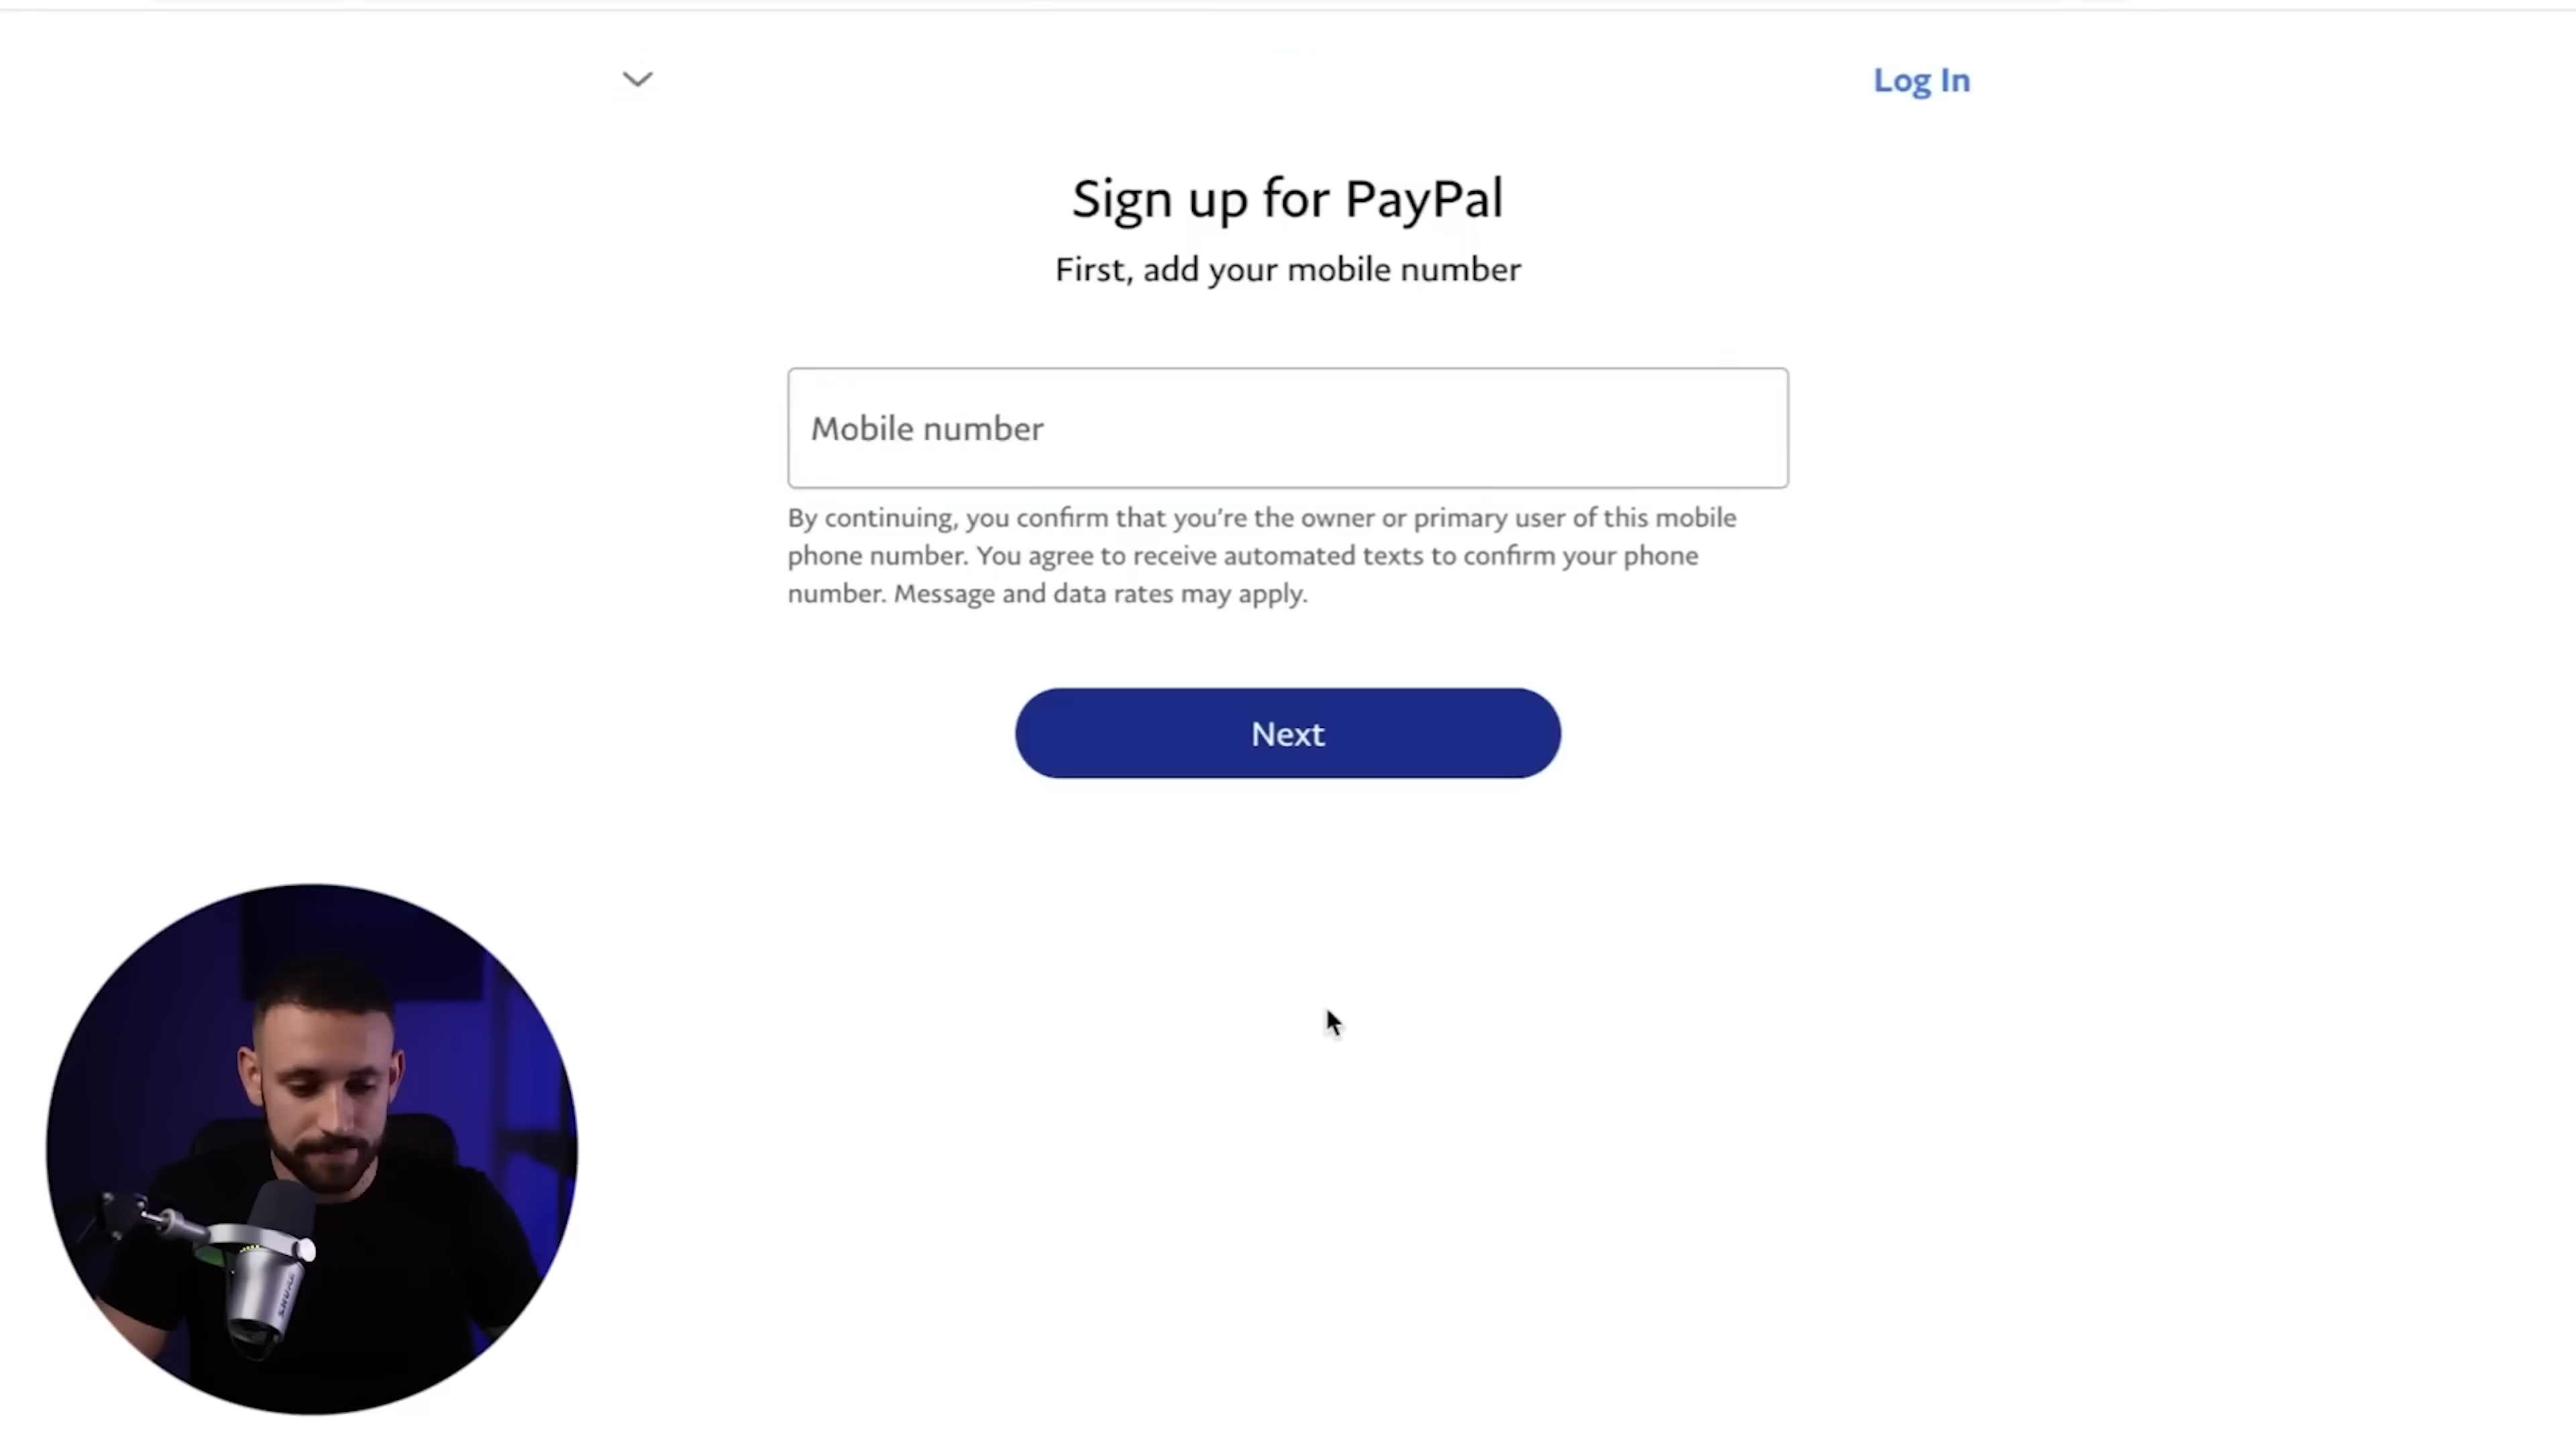 Log In
Sign up for PayPal
First, add your mobile number
Mobile number
By continuing, you confirm that you're the owner or primary user of this mobile
phone number. You agree to receive automated texts to confirm your phone
number. Message and data rates may apply.
Next
SHURE